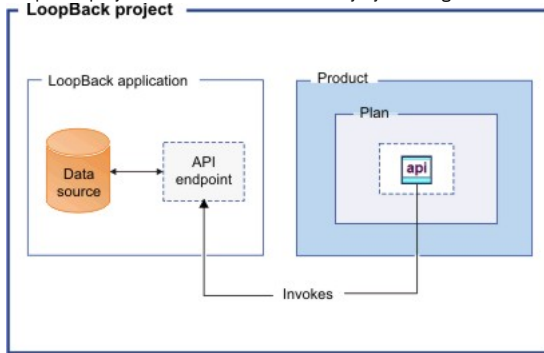 LoopBack project
LoopBack application
Data
source
API
endpoint
Product
Plan
api
Invokes